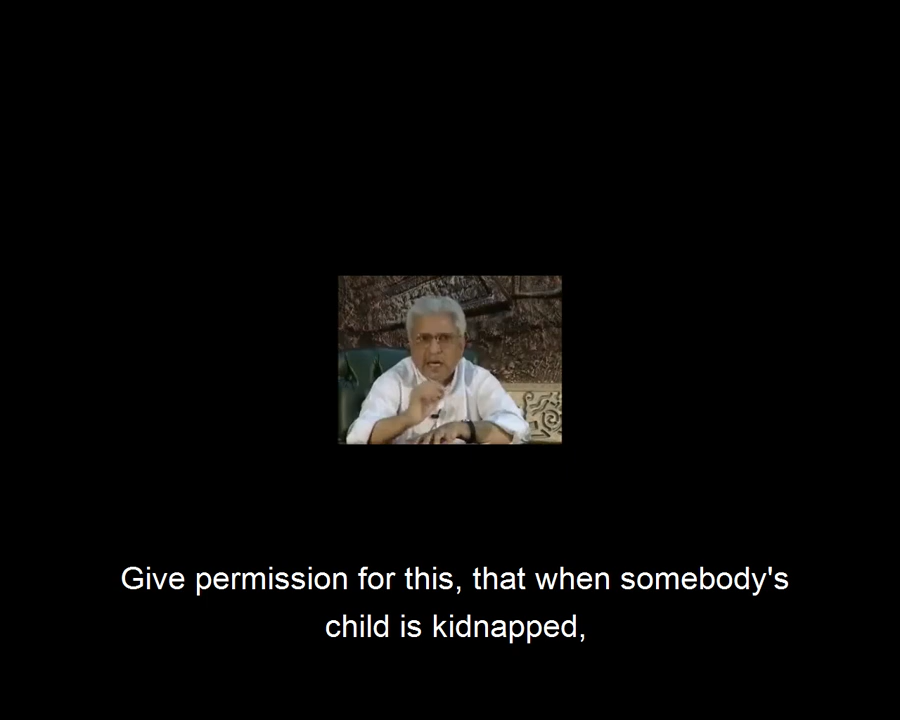 Give permission for this, that when somebody's
child is kidnapped,